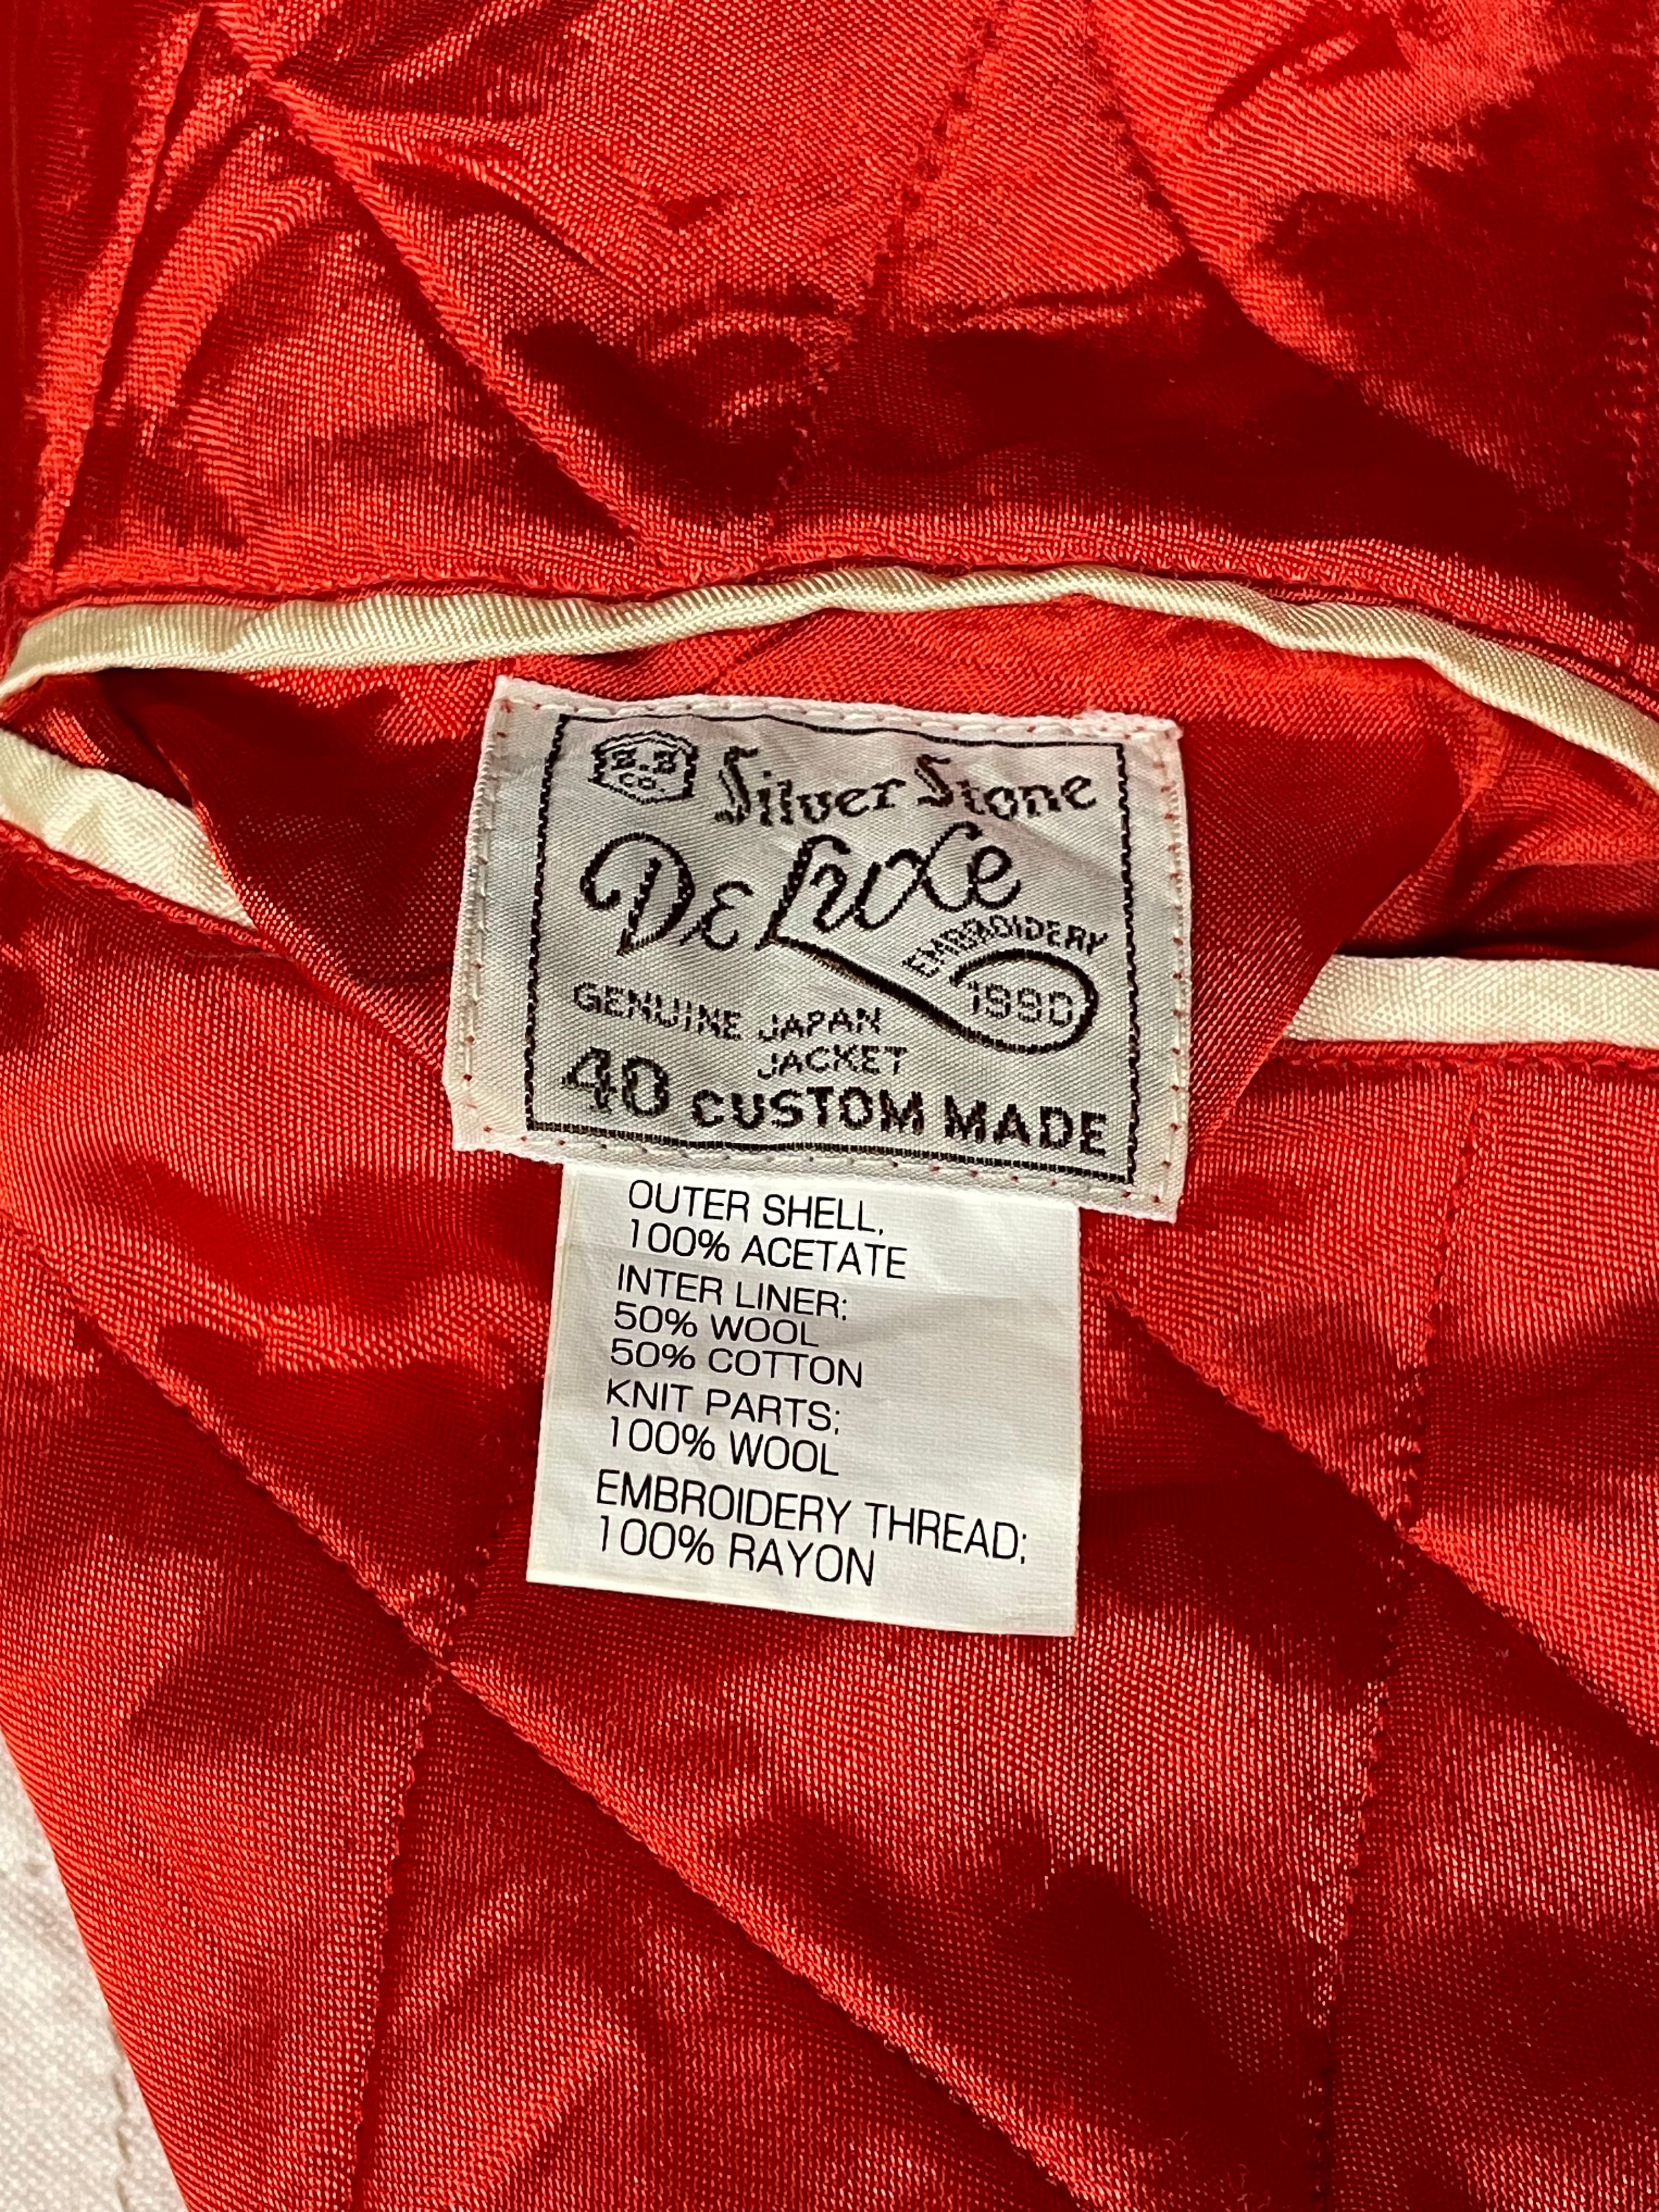 B.B
CO.
Silver Stone
DeLuxe
EMBROIDERY
1990
GENUINE JAPAN
JACKET
40 CUSTOM MADE
OUTER SHELL,
100% ACETATE
INTER LINER:
50% WOOL
50% COTTON
KNIT PARTS;
100% WOOL
EMBROIDERY THREAD;
100% RAYON